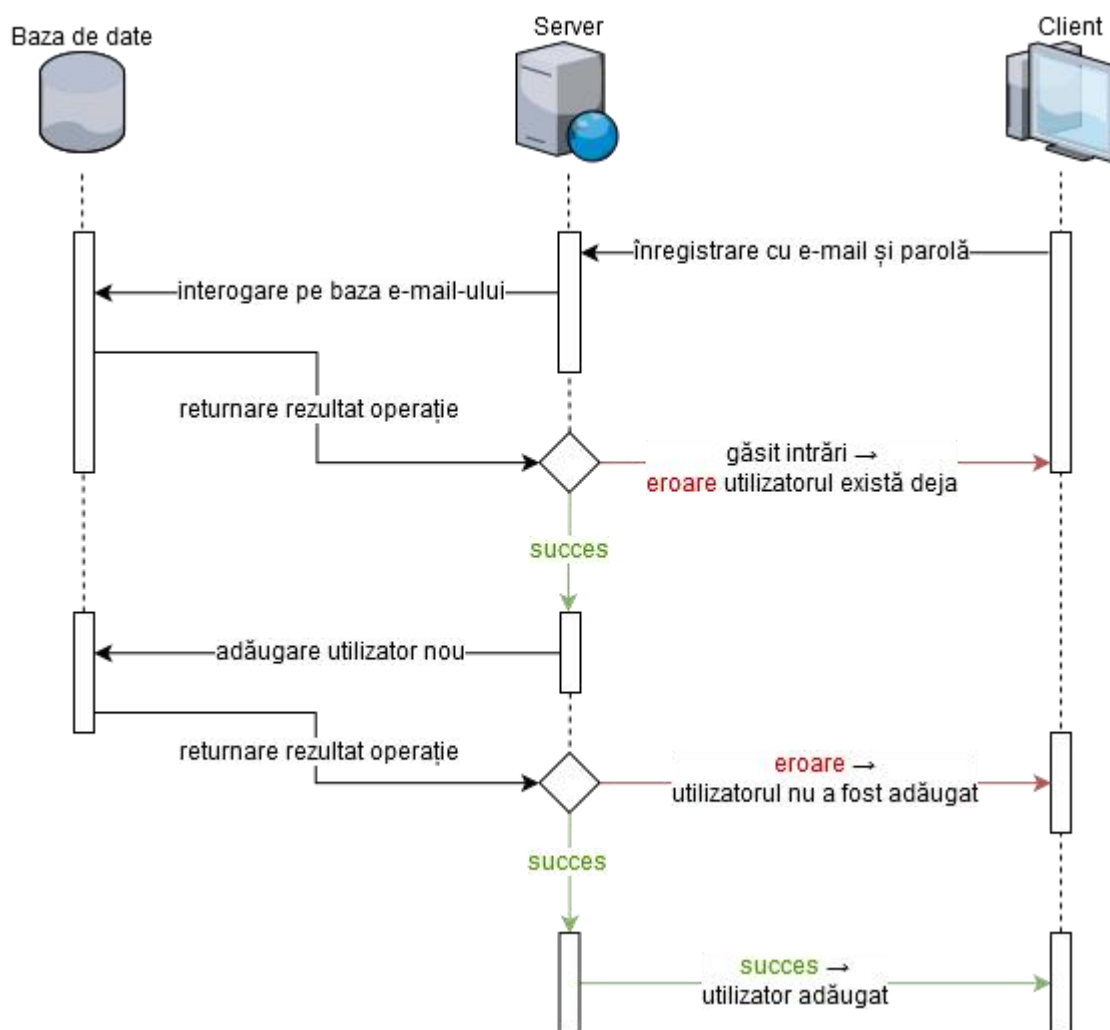 Baza de date
Server
Client
înregistrare cu e-mail și parolă
interogare pe baza e-mail-ului
returnare rezultat operație
găsit intrări →
eroare utilizatorul există deja
succes
adăugare utilizator nou
returnare rezultat operație
eroare →
utilizatorul nu a fost adăugat
succes
succes →
utilizator adăugat